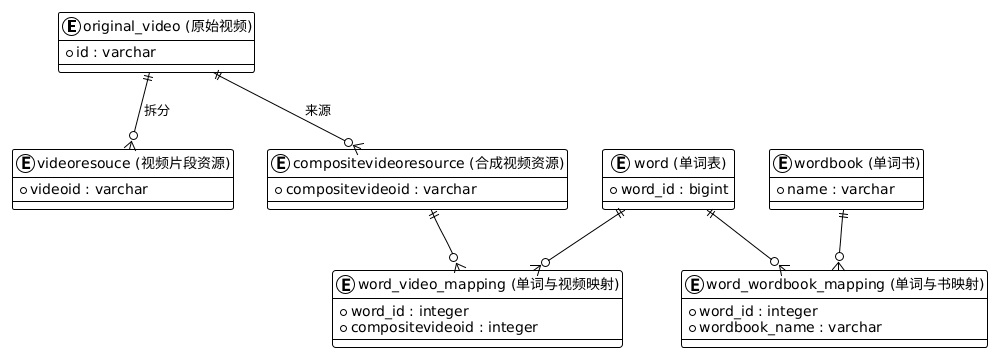 E original_video (原始视频)
id : varchar
拆分
来源
E videoresouce (视频片段资源)
videoid : varchar
E compositevideoresource (合成视频资源)
compositevideoid : varchar
E word (单词表)
word_id : bigint
E wordbook (单词书)
name : varchar
E word_video_mapping (单词与视频映射)
word_id : integer
compositevideoid : integer
E word_wordbook_mapping (单词与书映射)
word_id : integer
wordbook_name : varchar